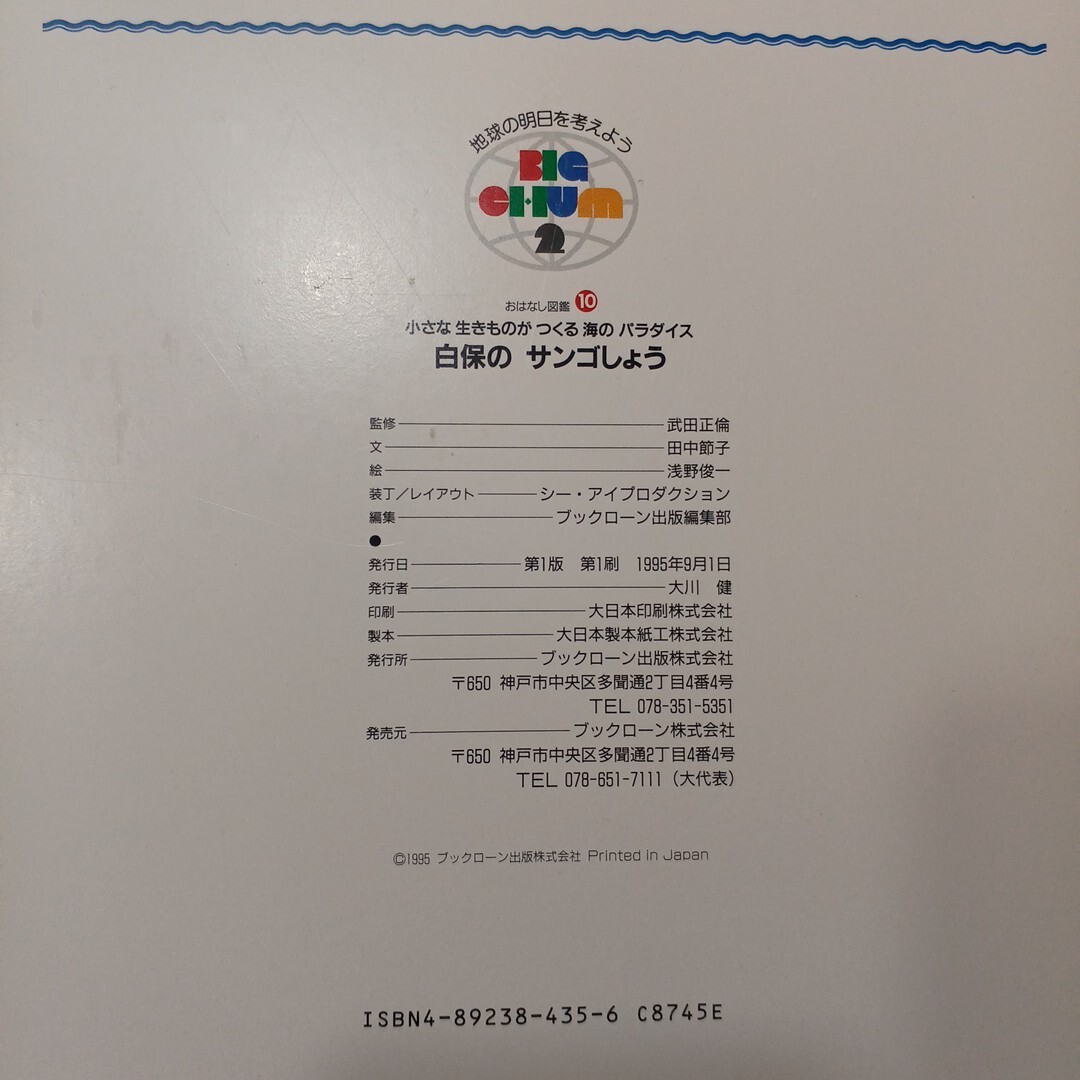 地球の明日を考えよう
BIG
CHUM
2
おはなし図鑑 10
小さな 生きものが つくる 海の パラダイス
白保の サンゴしょう
監修 武田正倫
文 田中節子
絵 浅野俊一
装丁／レイアウト シー・アイプロダクション
編集 ブックローン出版編集部
●
発行日 第1版 第1刷 1995年9月1日
発行者 大川 健
印刷 大日本印刷株式会社
製本 大日本製本紙工株式会社
発行所 ブックローン出版株式会社
〒650 神戸市中央区多聞通2丁目4番4号
TEL 078-351-5351
発売元 ブックローン株式会社
〒650 神戸市中央区多聞通2丁目4番4号
TEL 078-651-7111（大代表）
©1995 ブックローン出版株式会社 Printed in Japan
ISBN4-89238-435-6 C8745E